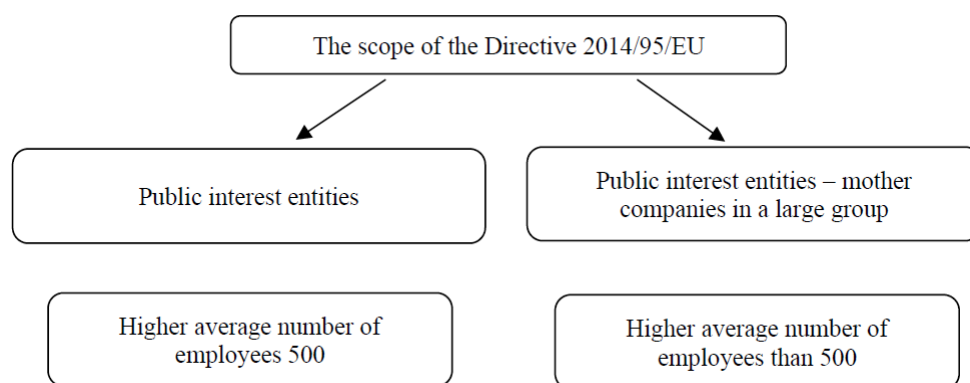 The scope of the Directive 2014/95/EU
Public interest entities
Public interest entities – mother
companies in a large group
Higher average number of
employees 500
Higher average number of
employees than 500